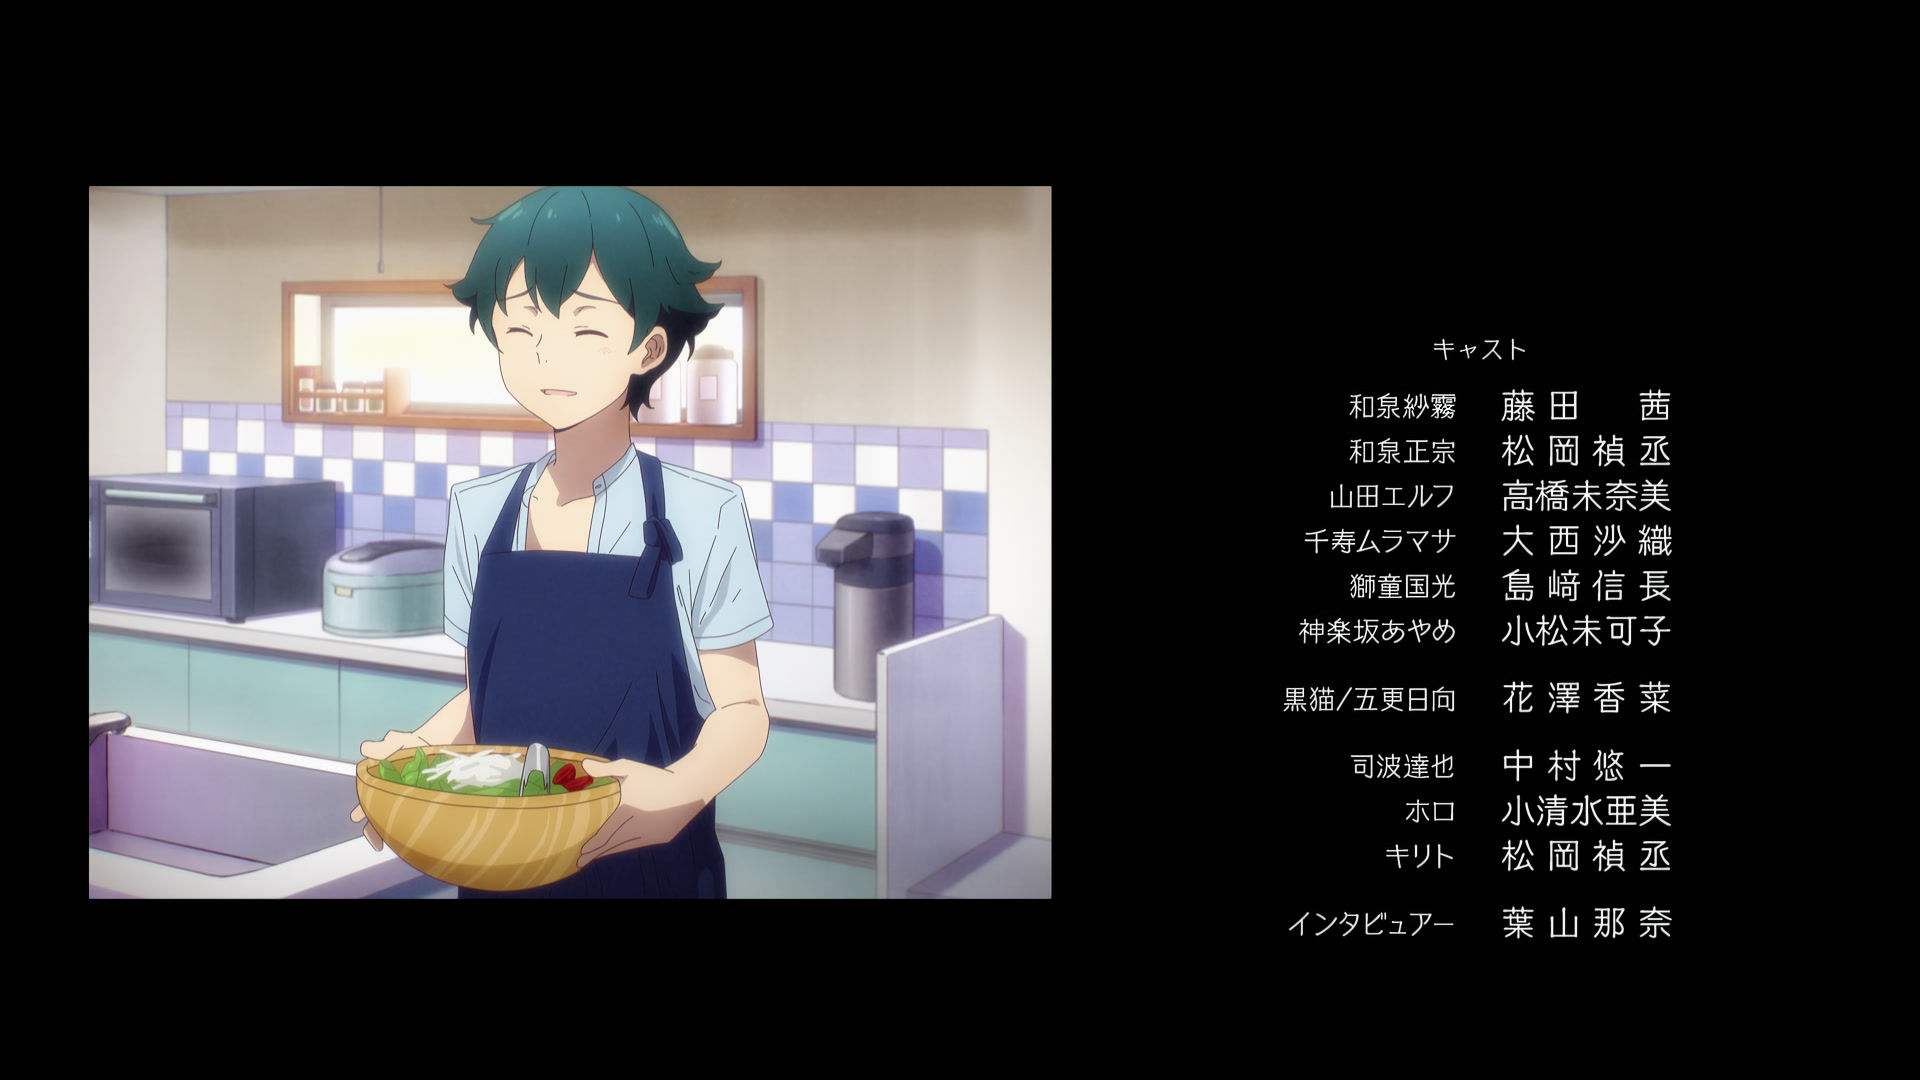 キャスト
和泉紗霧 藤田 茜
和泉正宗 松岡禎丞
山田エルフ 高橋未奈美
千寿ムラマサ 大西沙織
獅童国光 島﨑信長
神楽坂あやめ 小松未可子
黒猫/五更日向 花澤香菜
司波達也 中村悠一
ホロ 小清水亜美
キリト 松岡禎丞
インタビュアー 葉山那奈